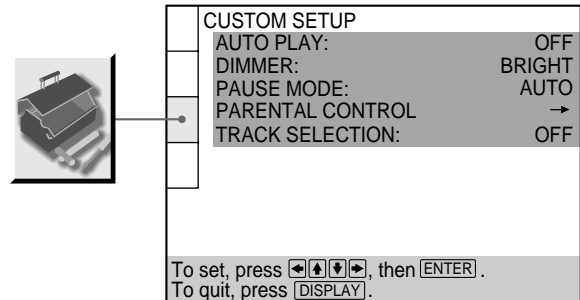 CUSTOM SETUP
AUTO PLAY: OFF
DIMMER: BRIGHT
PAUSE MODE: AUTO
PARENTAL CONTROL →
TRACK SELECTION: OFF
To set, press ←↑↓→, then ENTER .
To quit, press DISPLAY .